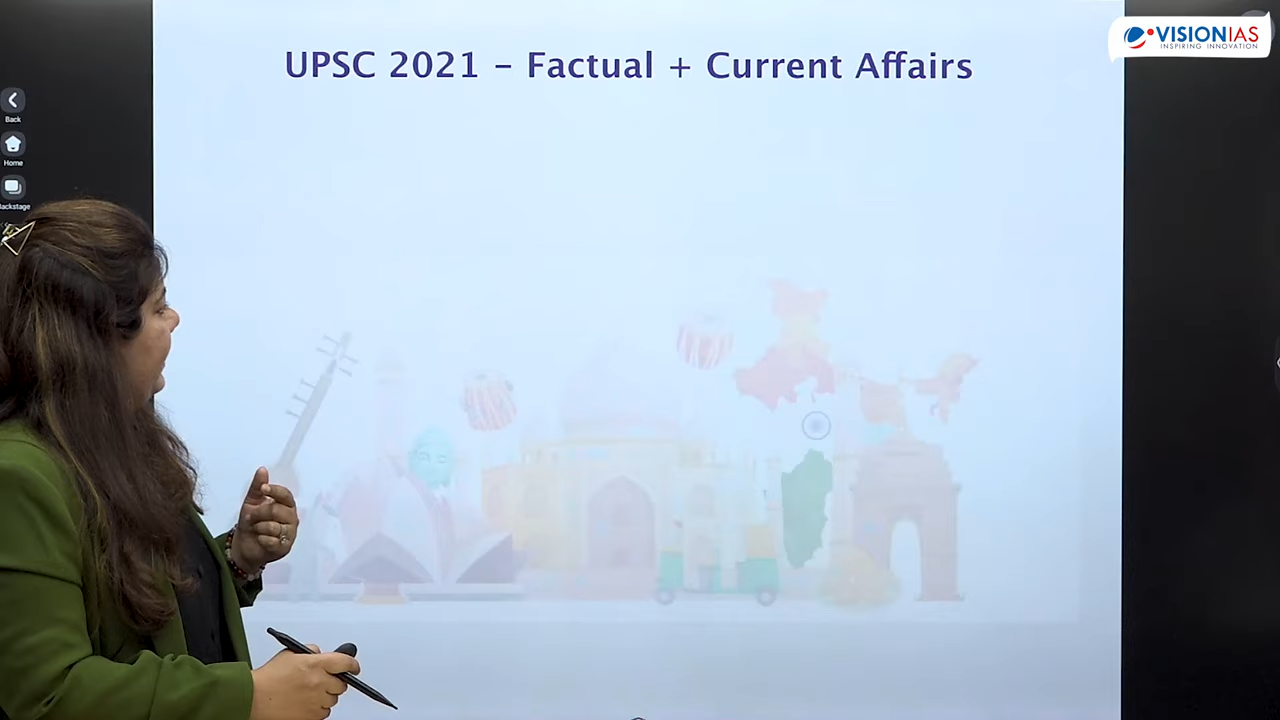 VISIONIAS
INSPIRING INNOVATION
UPSC 2021 – Factual + Current Affairs
Back
Home
Backstage